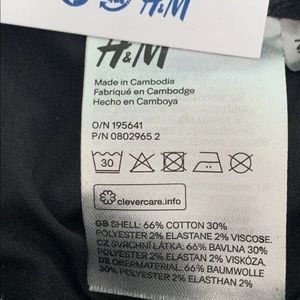 H&M
H&M
Made in Cambodia
Fabriqué en Cambodge
Hecho en Camboya
O/N 195641
P/N 0802965 2
30
clevercare.info
GB SHELL: 66% COTTON 30%
POLYESTER 2% ELASTANE 2% VISCOSE.
CZ SVRCHNÍ LÁTKA: 66% BAVLNA 30%
POLYESTER 2% ELASTAN 2% VISKÓZA.
DE OBERMATERIAL: 66% BAUMWOLLE
30% POLYESTER 2% ELASTHAN 2%